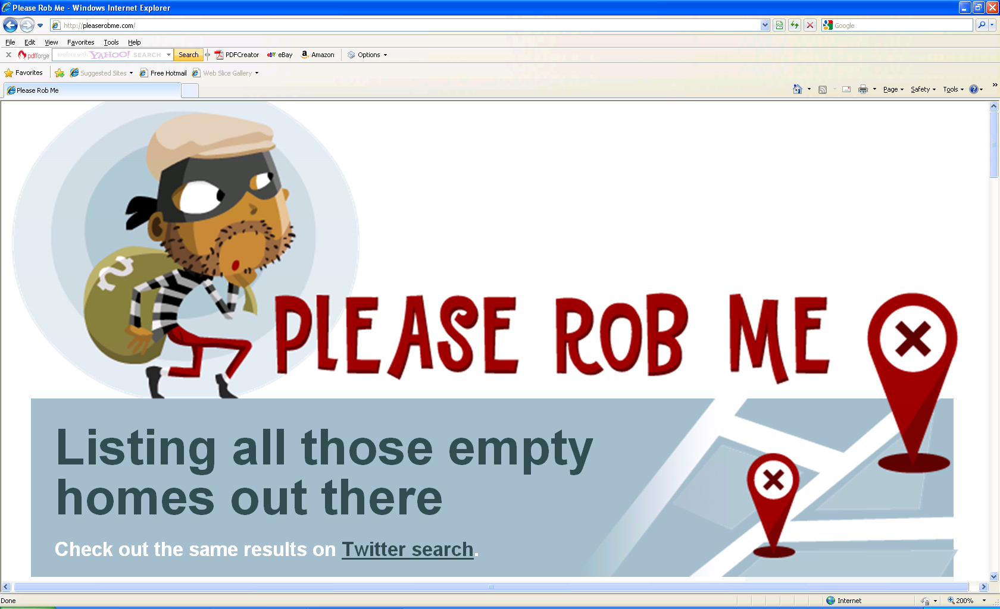 Please Rob Me - Windows Internet Explorer
http://pleaserobme.com/
Google
File Edit View Favorites Tools Help
pdfforge explore with YAHOO! SEARCH Search PDFCreator eBay Amazon Options
Favorites Suggested Sites Free Hotmail Web Slice Gallery
Please Rob Me
Page Safety Tools
PLEASE ROB ME
Listing all those empty
homes out there
Check out the same results on Twitter search.
Done Internet 200%